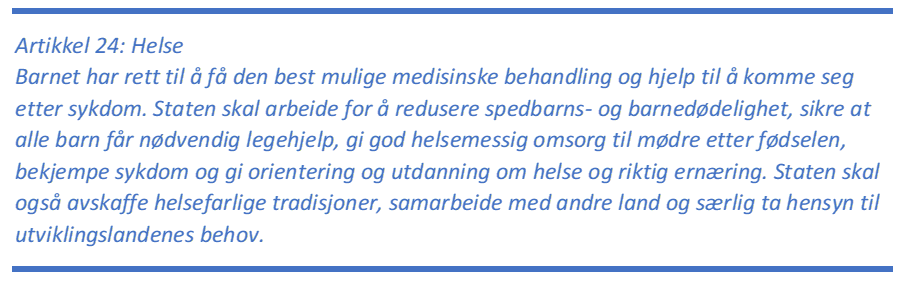 Artikkel 24: Helse
Barnet har rett til å få den best mulige medisinske behandling og hjelp til å komme seg
etter sykdom. Staten skal arbeide for å redusere spedbarns- og barnedødelighet, sikre at
alle barn får nødvendig legehjelp, gi god helsemessig omsorg til mødre etter fødselen,
bekjempe sykdom og gi orientering og utdanning om helse og riktig ernæring. Staten skal
også avskaffe helsefarlige tradisjoner, samarbeide med andre land og særlig ta hensyn til
utviklingslandenes behov.